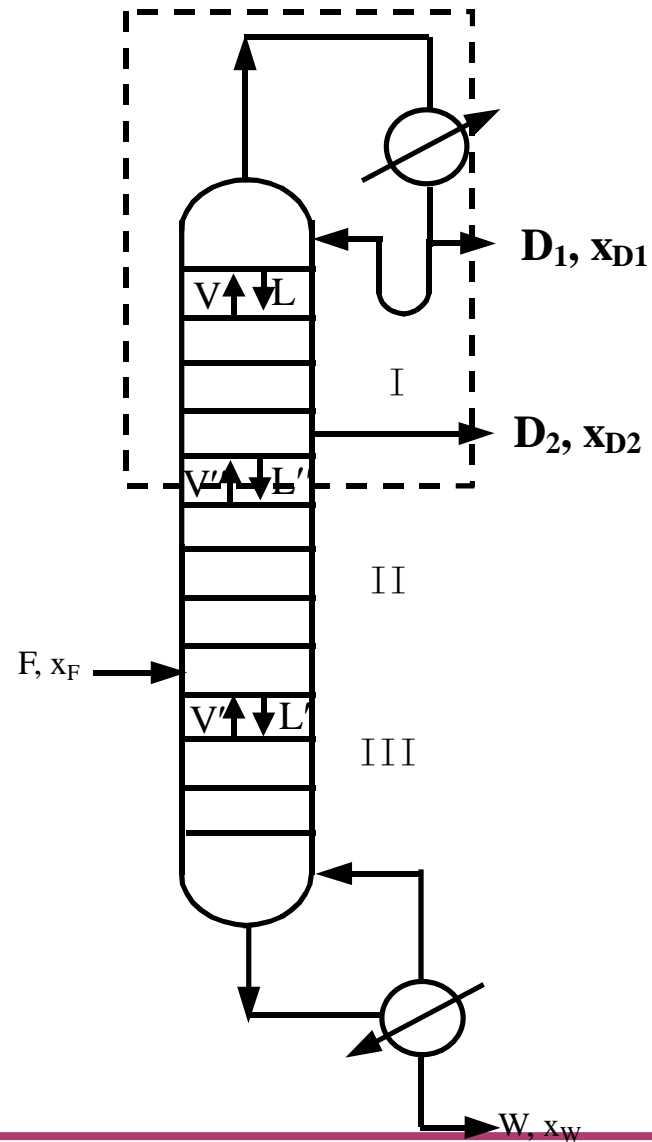 D₁, x_D1
V L
I
D₂, x_D2
V″ L″
II
F, x_F
V′ L′
III
W, x_W